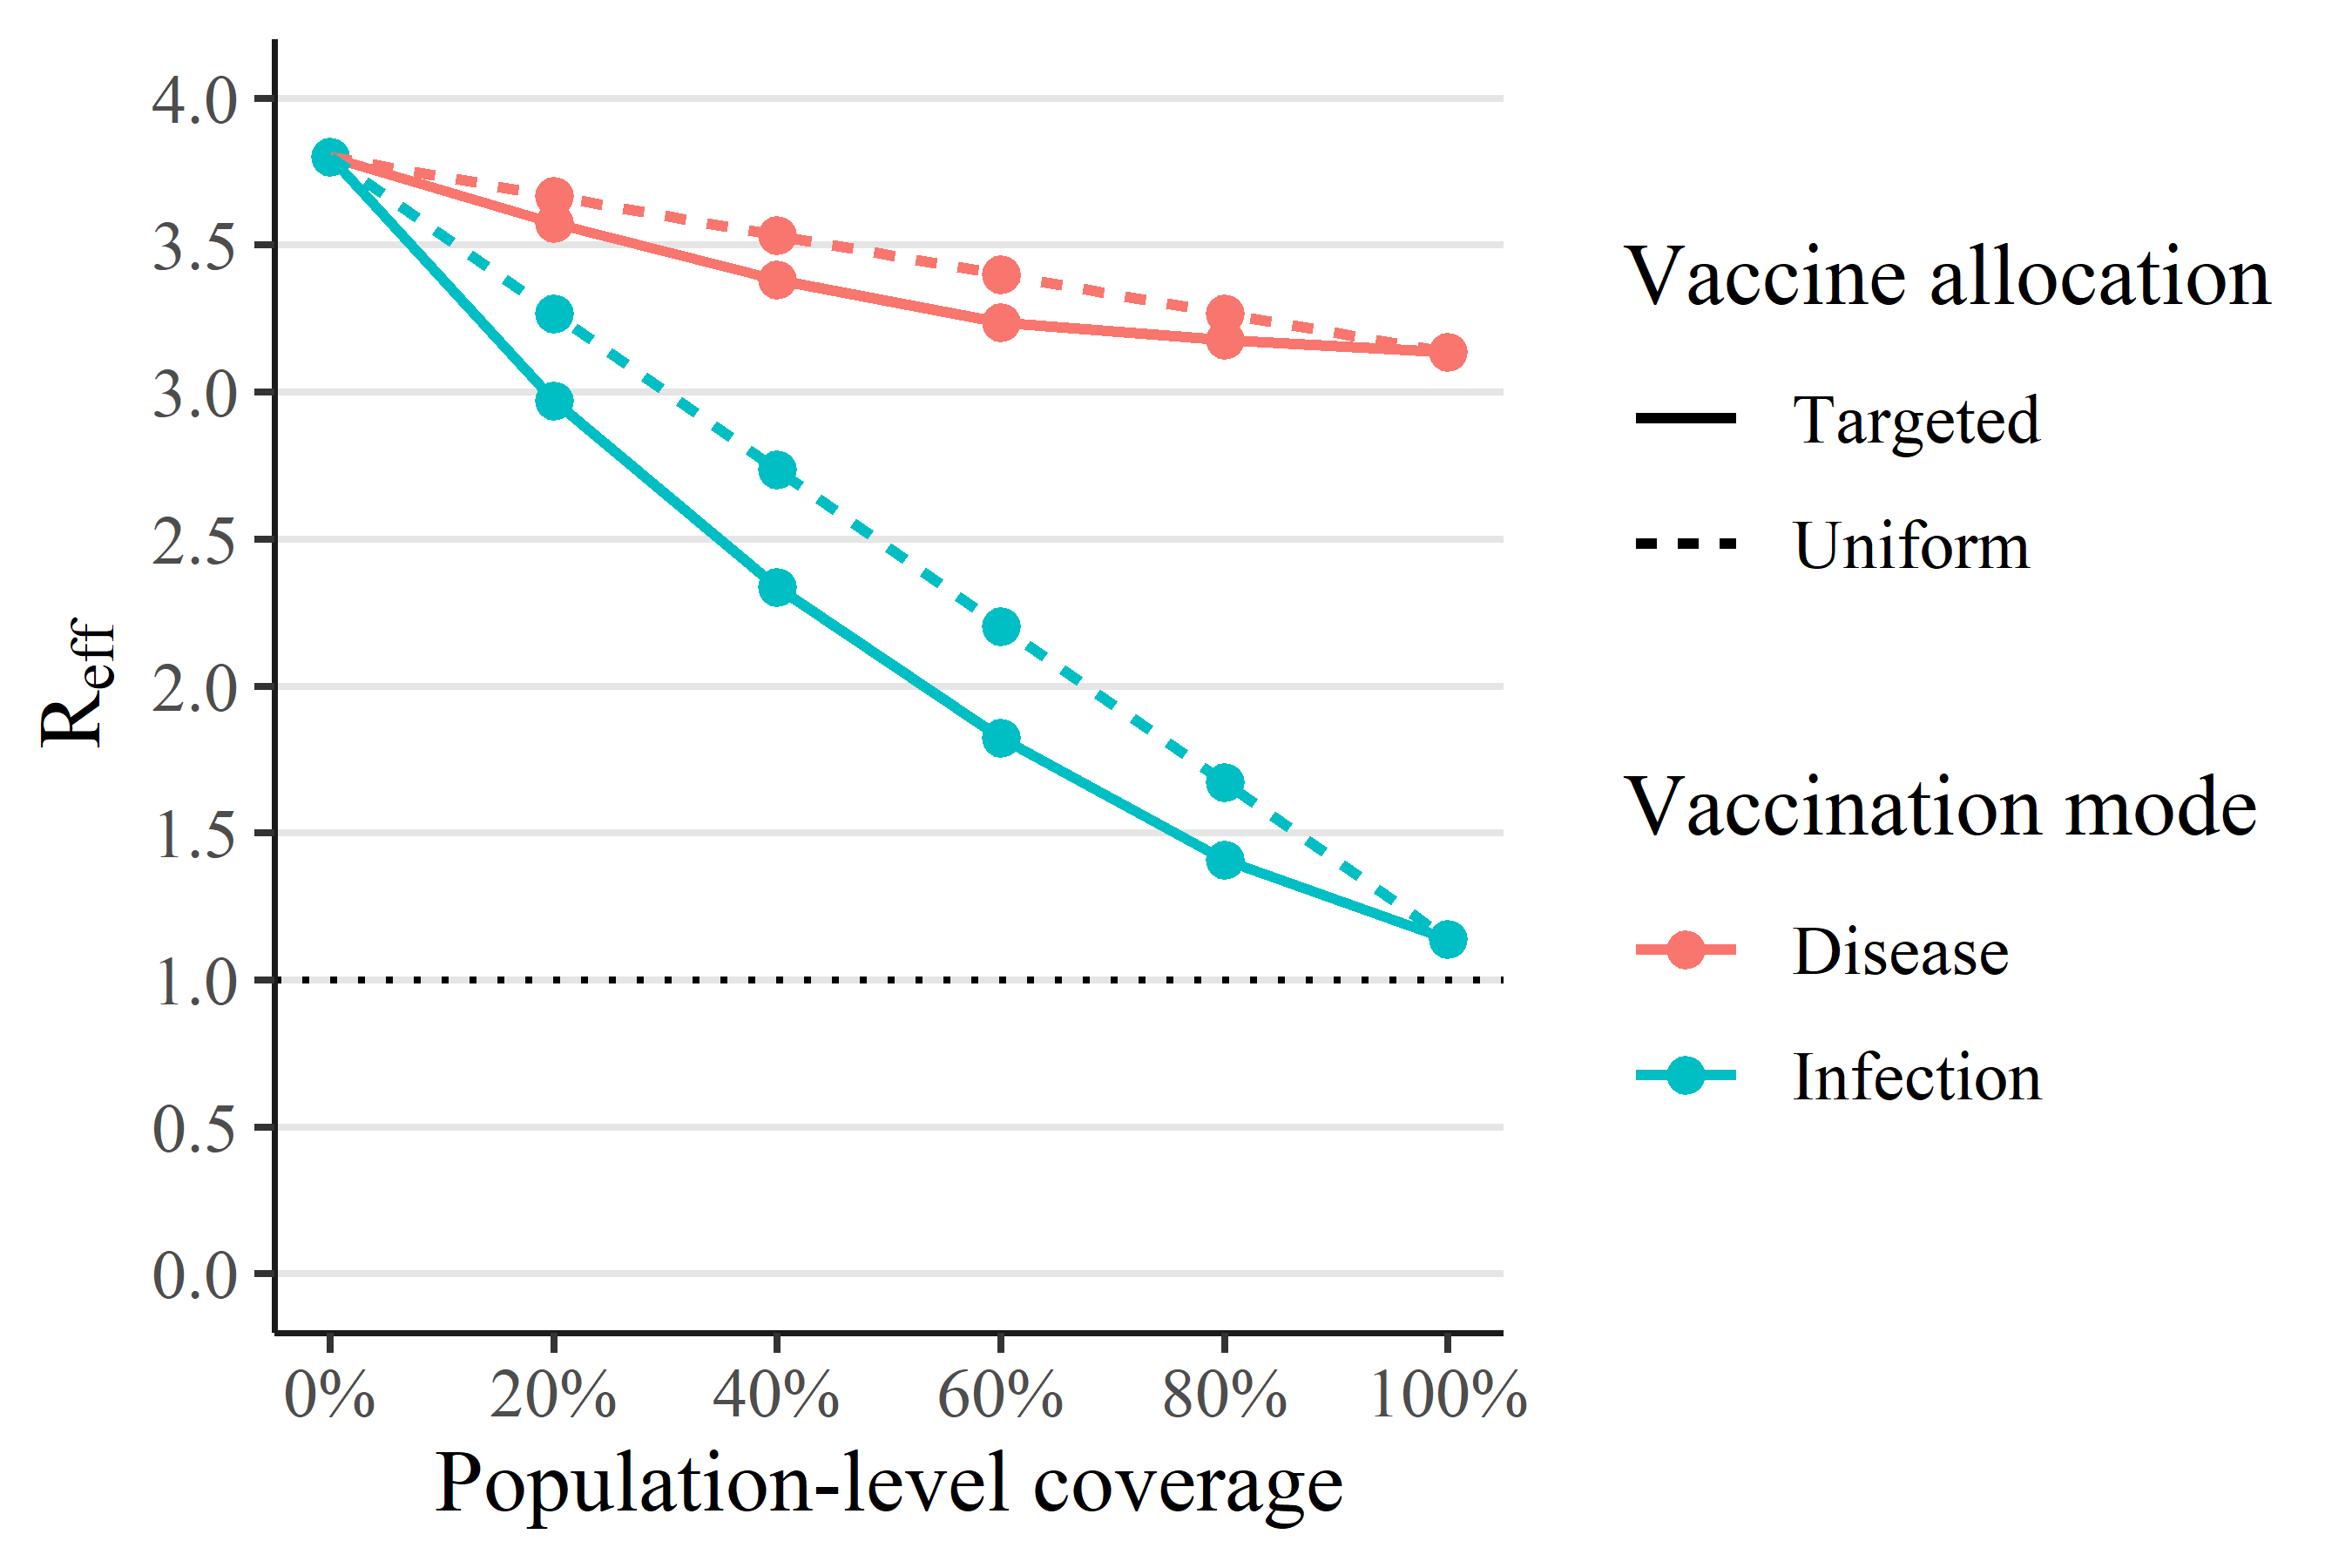 4.0
3.5
3.0
2.5
2.0
1.5
1.0
0.5
0.0
Reff
0%
20%
40%
60%
80%
100%
Population-level coverage
Vaccine allocation
Targeted
Uniform
Vaccination mode
Disease
Infection